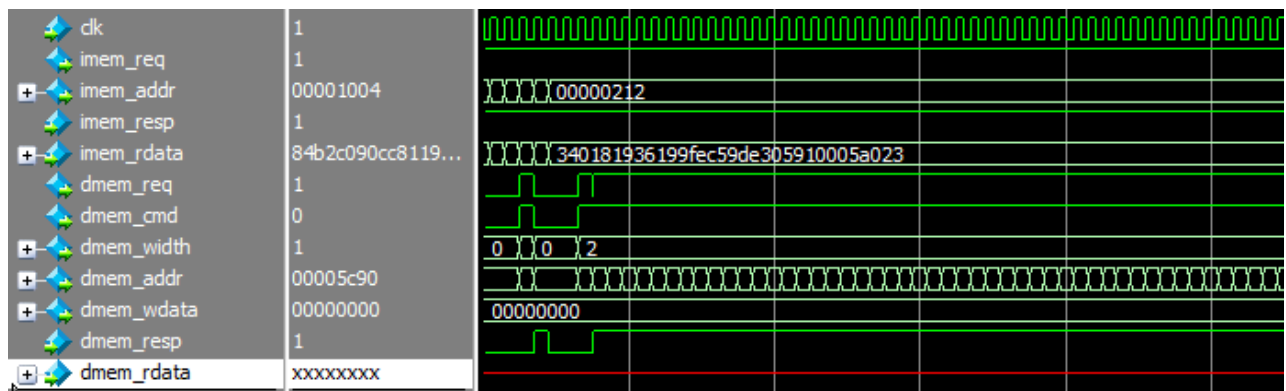 clk 1
imem_req 1
imem_addr 00001004 00000212
imem_resp 1
imem_rdata 84b2c090cc8119... 340181936199fec59de305910005a023
dmem_req 1
dmem_cmd 0
dmem_width 1 0 0 2
dmem_addr 00005c90
dmem_wdata 00000000 00000000
dmem_resp 1
dmem_rdata xxxxxxxx